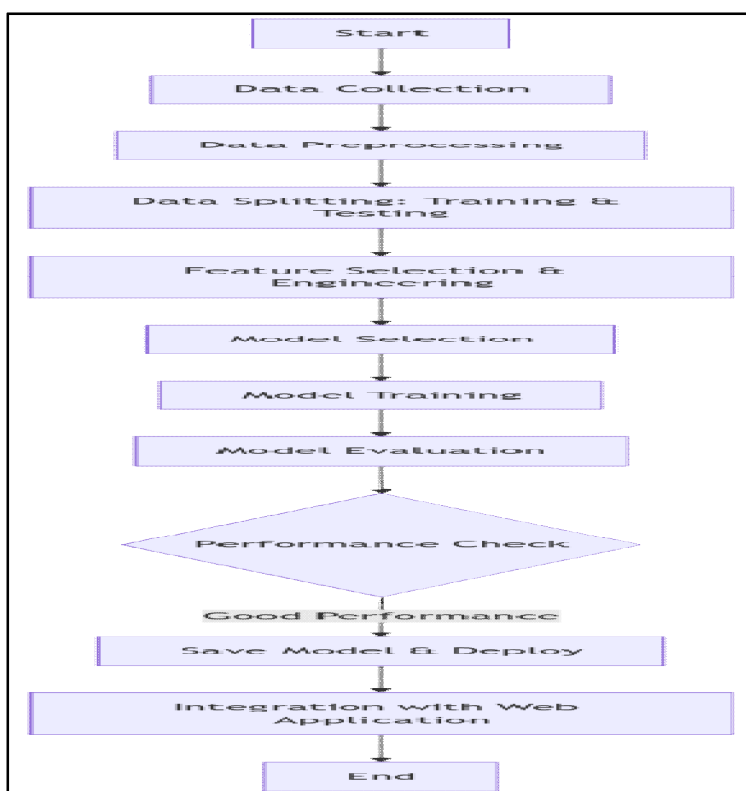 Start
Data Collection
Data Preprocessing
Data Splitting: Training &
Testing
Feature Selection &
Engineering
Model Selection
Model Training
Model Evaluation
Performance Check
Good Performance
Save Model & Deploy
Integration with Web
Application
End